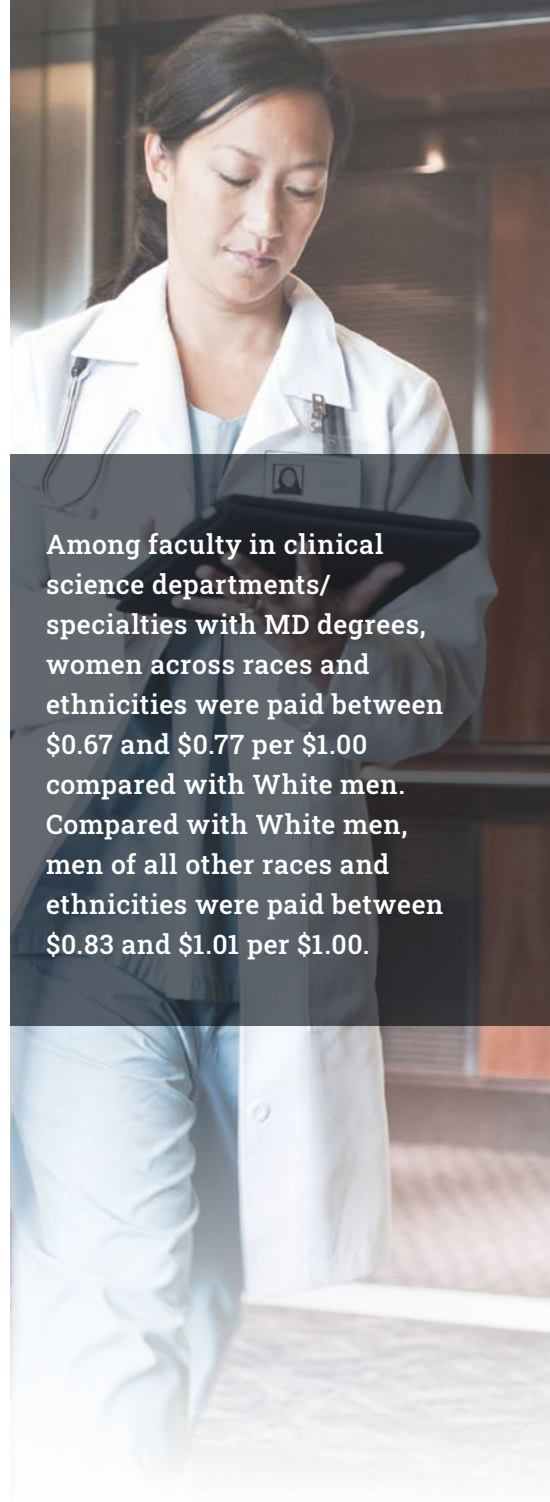 Among faculty in clinical
science departments/
specialties with MD degrees,
women across races and
ethnicities were paid between
$0.67 and $0.77 per $1.00
compared with White men.
Compared with White men,
men of all other races and
ethnicities were paid between
$0.83 and $1.01 per $1.00.